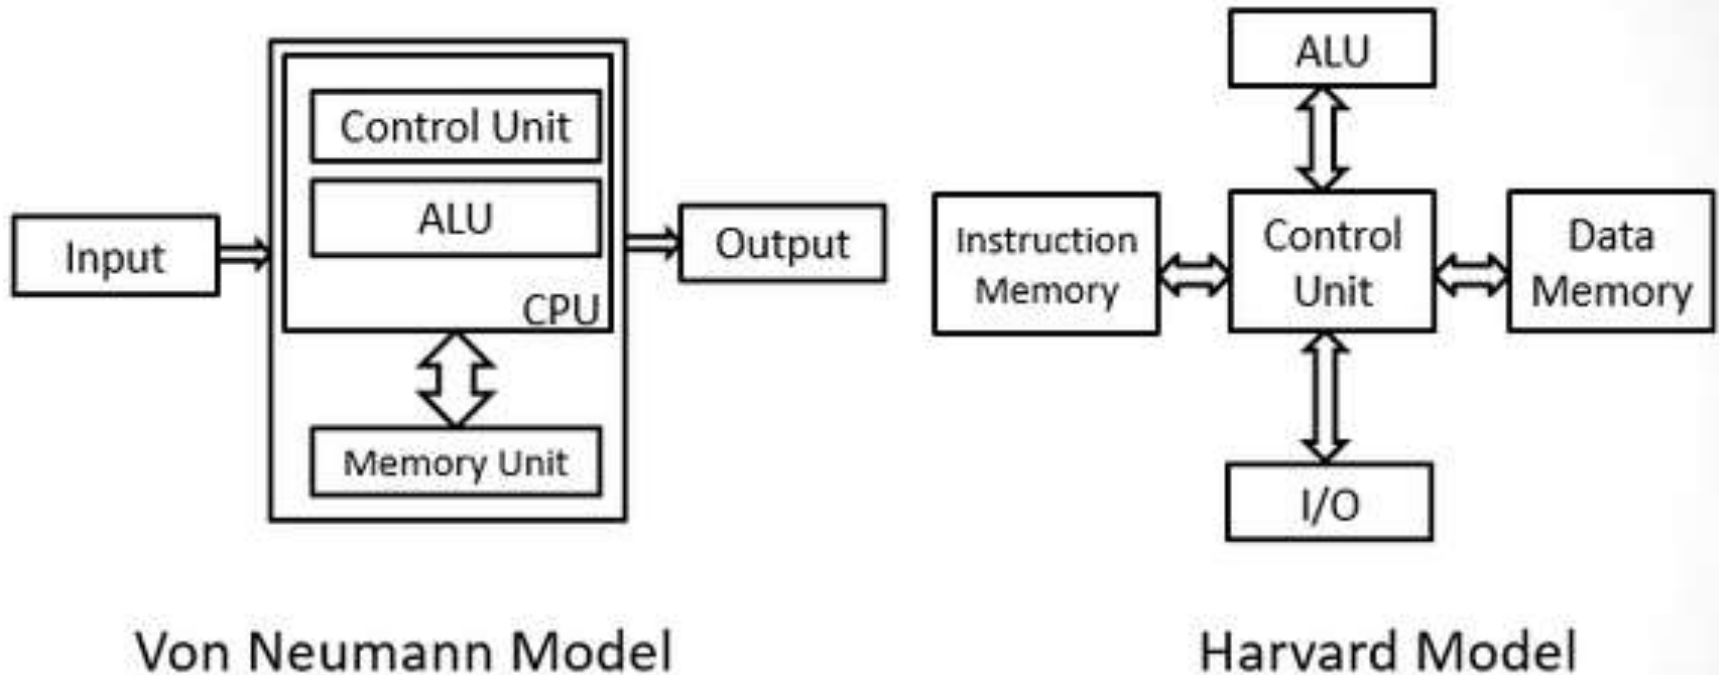 Control Unit
ALU
Input
Output
CPU
Memory Unit
Von Neumann Model
ALU
Instruction
Memory
Control
Unit
Data
Memory
I/O
Harvard Model